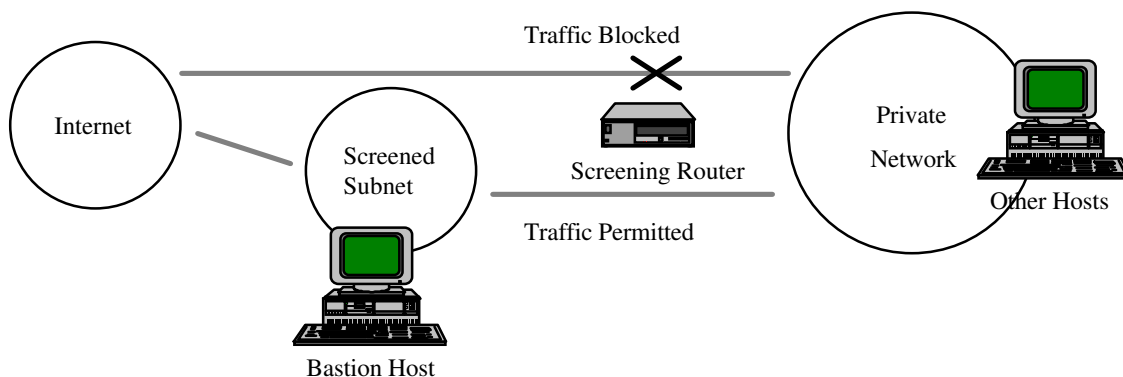 Traffic Blocked
Internet
Screened
Subnet
Screening Router
Private
Network
Other Hosts
Traffic Permitted
Bastion Host